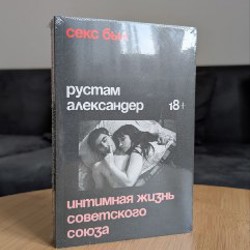 секс был
рустам
александер
18+
интимная жизнь
советского
союза